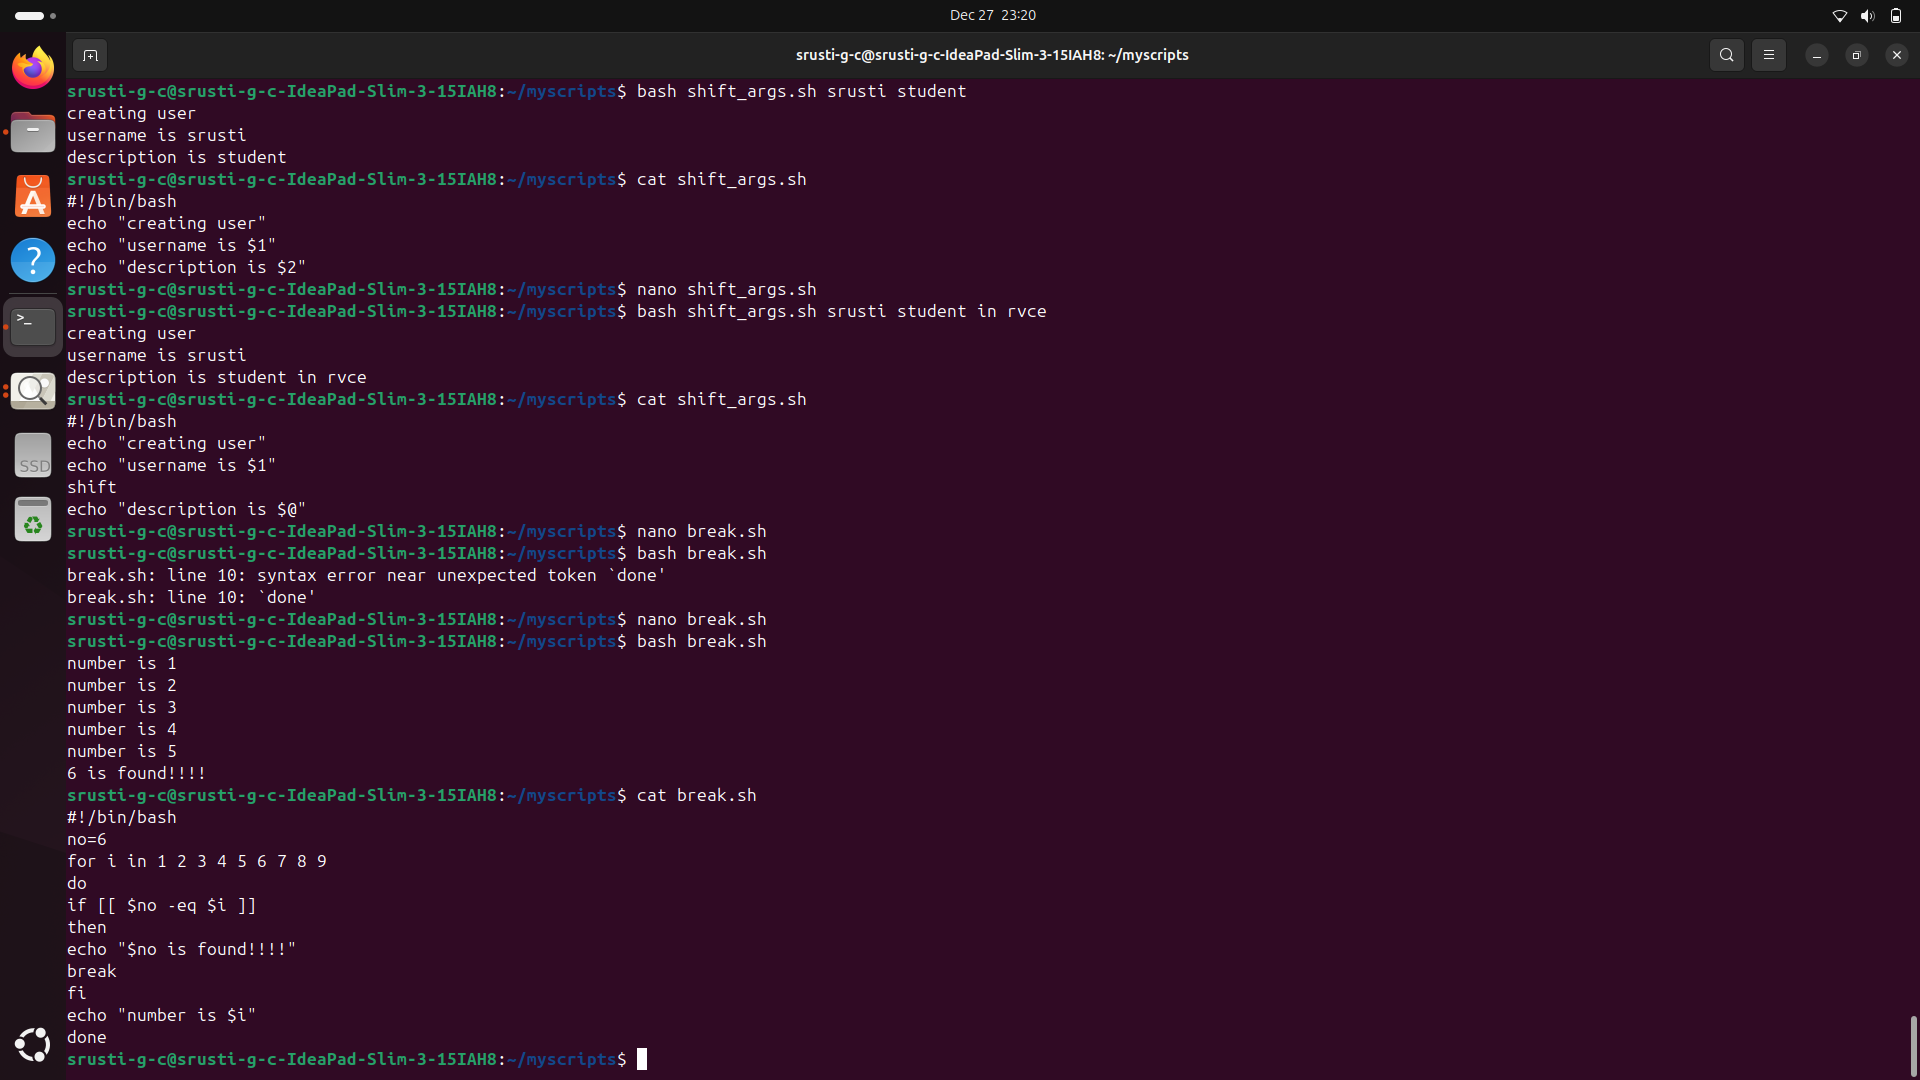 Dec 27 23:20
srusti-g-c@srusti-g-c-IdeaPad-Slim-3-15IAH8: ~/myscripts
srusti-g-c@srusti-g-c-IdeaPad-Slim-3-15IAH8:~/myscripts$ bash shift_args.sh srusti student
creating user
username is srusti
description is student
srusti-g-c@srusti-g-c-IdeaPad-Slim-3-15IAH8:~/myscripts$ cat shift_args.sh
#!/bin/bash
echo "creating user"
echo "username is $1"
echo "description is $2"
srusti-g-c@srusti-g-c-IdeaPad-Slim-3-15IAH8:~/myscripts$ nano shift_args.sh
srusti-g-c@srusti-g-c-IdeaPad-Slim-3-15IAH8:~/myscripts$ bash shift_args.sh srusti student in rvce
creating user
username is srusti
description is student in rvce
srusti-g-c@srusti-g-c-IdeaPad-Slim-3-15IAH8:~/myscripts$ cat shift_args.sh
#!/bin/bash
echo "creating user"
echo "username is $1"
shift
echo "description is $@"
srusti-g-c@srusti-g-c-IdeaPad-Slim-3-15IAH8:~/myscripts$ nano break.sh
srusti-g-c@srusti-g-c-IdeaPad-Slim-3-15IAH8:~/myscripts$ bash break.sh
break.sh: line 10: syntax error near unexpected token `done'
break.sh: line 10: `done'
srusti-g-c@srusti-g-c-IdeaPad-Slim-3-15IAH8:~/myscripts$ nano break.sh
srusti-g-c@srusti-g-c-IdeaPad-Slim-3-15IAH8:~/myscripts$ bash break.sh
number is 1
number is 2
number is 3
number is 4
number is 5
6 is found!!!!
srusti-g-c@srusti-g-c-IdeaPad-Slim-3-15IAH8:~/myscripts$ cat break.sh
#!/bin/bash
no=6
for i in 1 2 3 4 5 6 7 8 9
do
if [[ $no -eq $i ]]
then
echo "$no is found!!!!"
break
fi
echo "number is $i"
done
srusti-g-c@srusti-g-c-IdeaPad-Slim-3-15IAH8:~/myscripts$
SSD